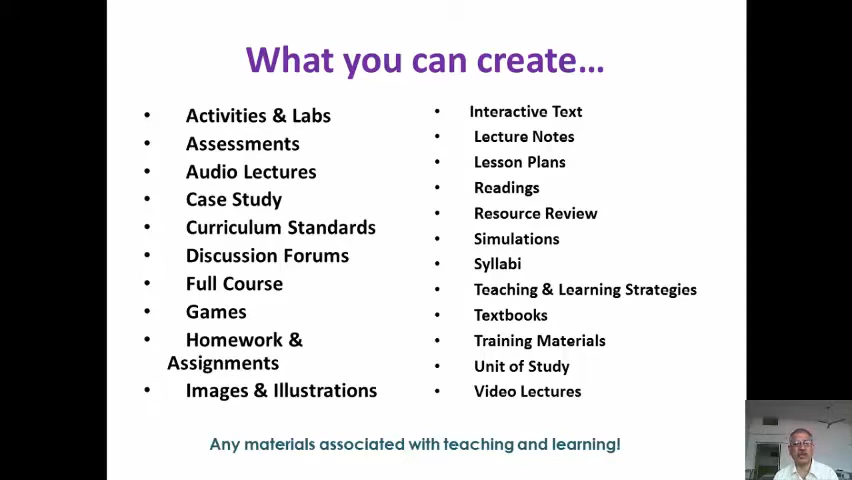 What you can create...
• Activities & Labs
• Assessments
• Audio Lectures
• Case Study
• Curriculum Standards
• Discussion Forums
• Full Course
• Games
• Homework &
Assignments
• Images & Illustrations
• Interactive Text
• Lecture Notes
• Lesson Plans
• Readings
• Resource Review
• Simulations
• Syllabi
• Teaching & Learning Strategies
• Textbooks
• Training Materials
• Unit of Study
• Video Lectures
Any materials associated with teaching and learning!